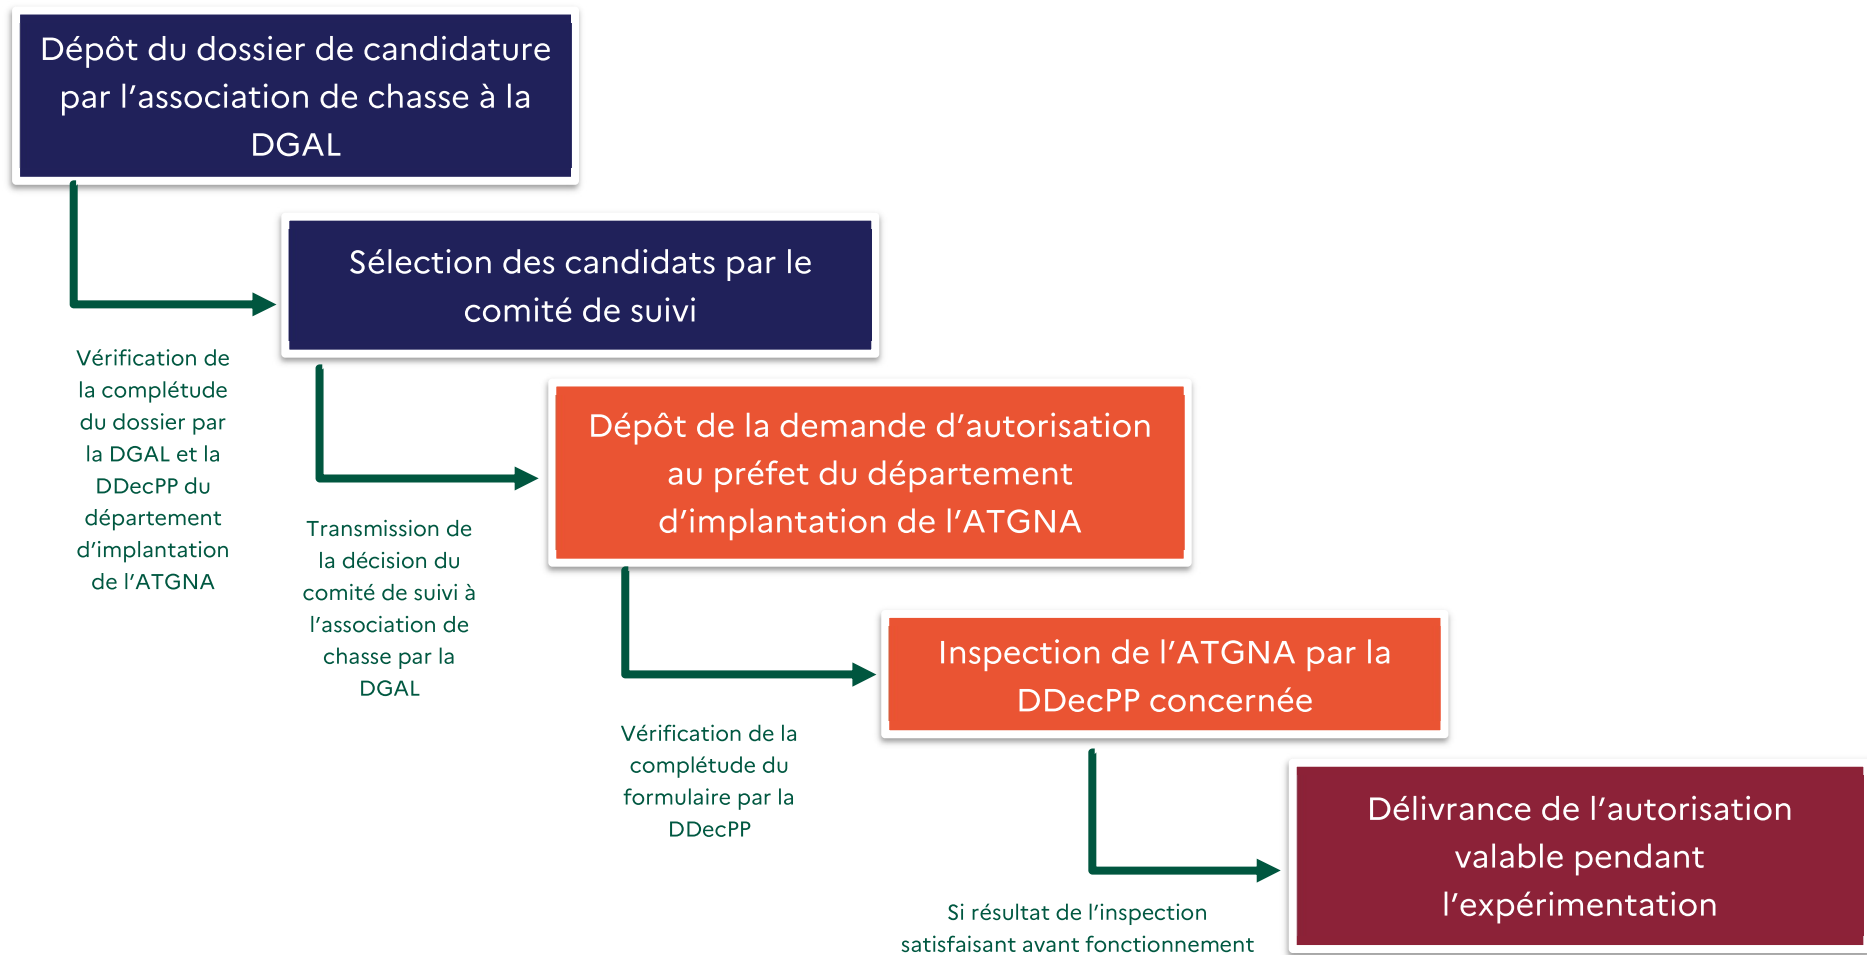 Dépôt du dossier de candidature
par l’association de chasse à la
DGAL
Sélection des candidats par le
comité de suivi
Vérification de
la complétude
du dossier par
la DGAL et la
DDecPP du
département
d’implantation
de l’ATGNA
Dépôt de la demande d’autorisation
au préfet du département
d’implantation de l’ATGNA
Transmission de
la décision du
comité de suivi à
l’association de
chasse par la
DGAL
Inspection de l’ATGNA par la
DDecPP concernée
Vérification de la
complétude du
formulaire par la
DDecPP
Délivrance de l’autorisation
valable pendant
l’expérimentation
Si résultat de l’inspection
satisfaisant avant fonctionnement